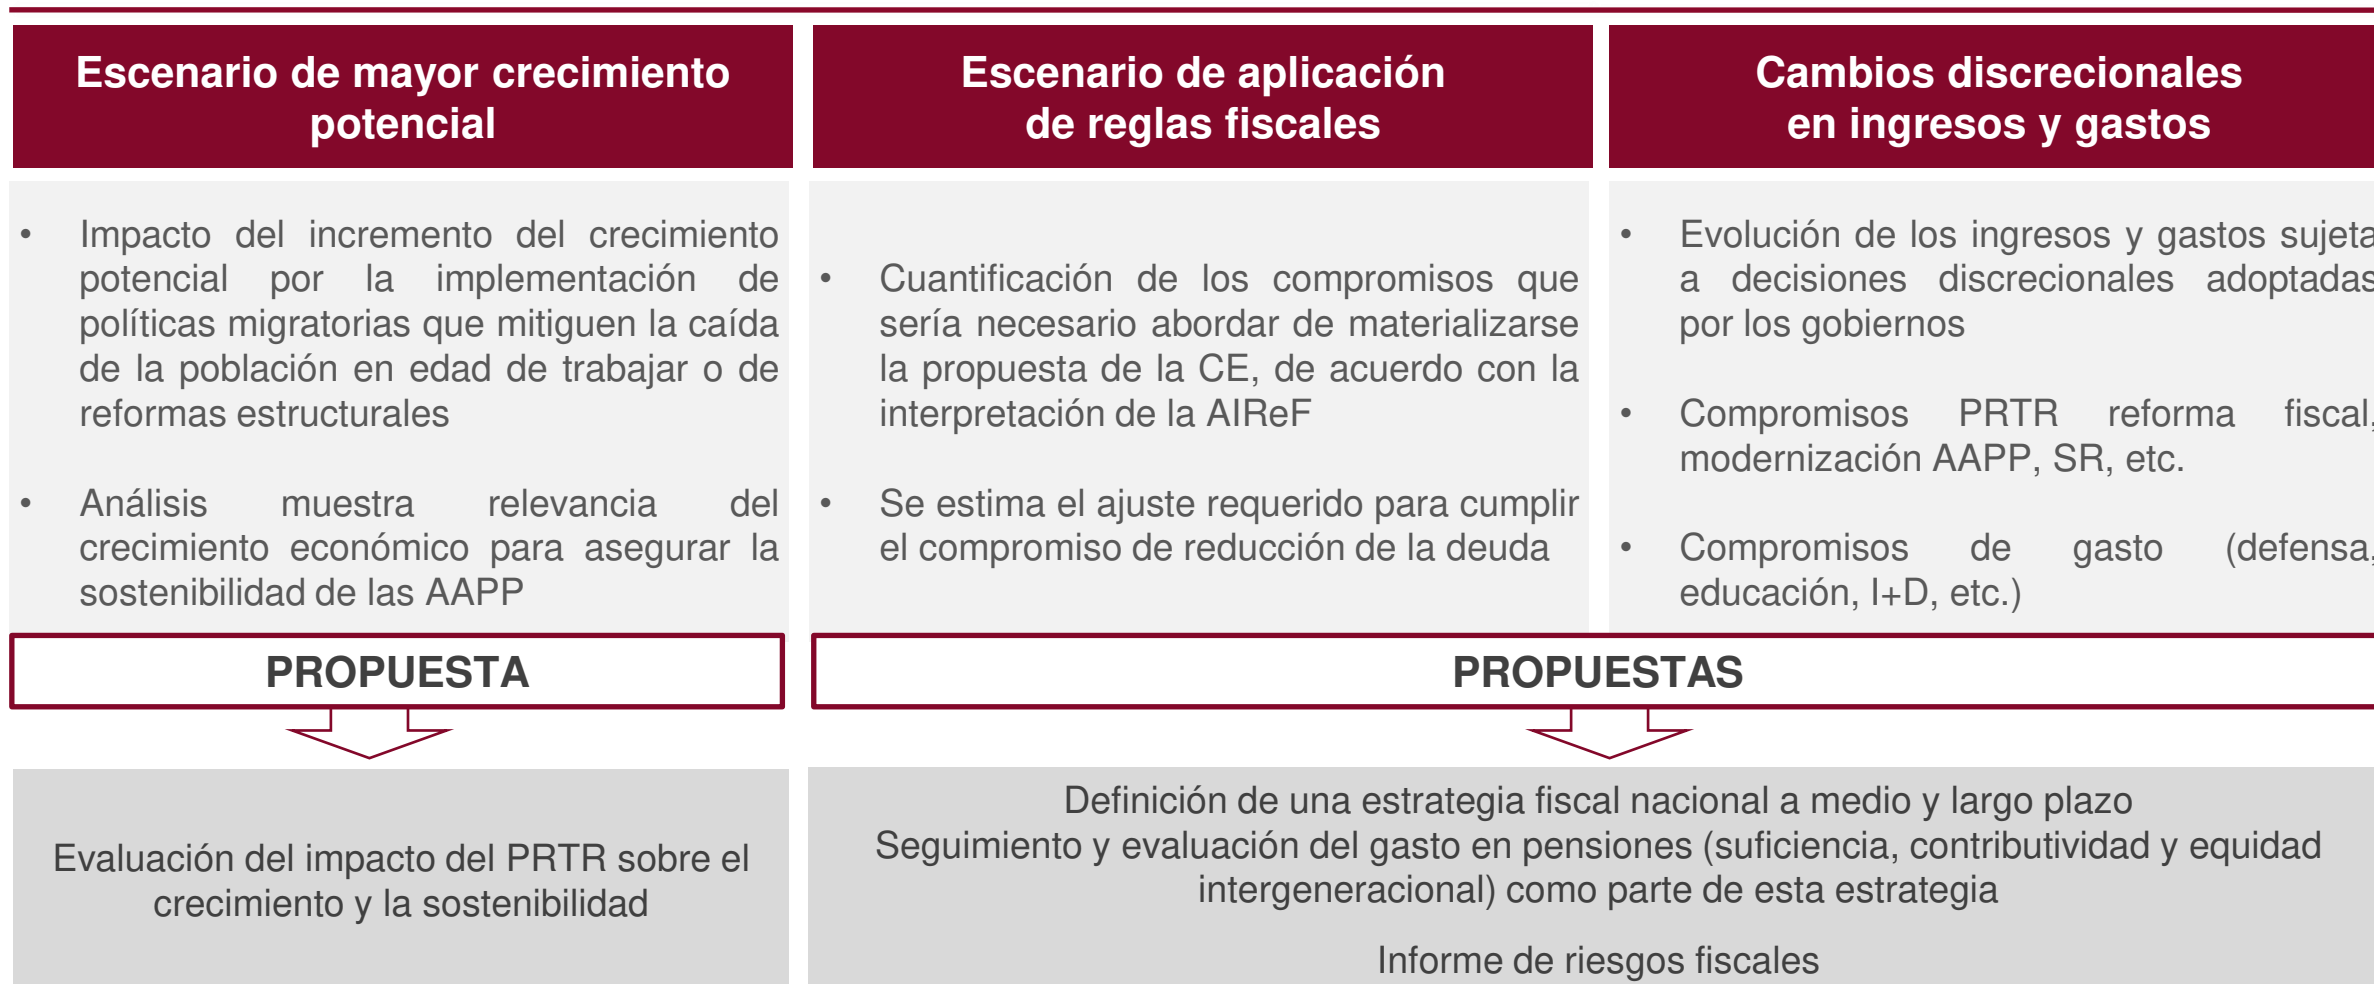 Escenario de mayor crecimiento
potencial
Escenario de aplicación
de reglas fiscales
Cambios discrecionales
en ingresos y gastos
• Impacto del incremento del crecimiento
potencial por la implementación de
políticas migratorias que mitiguen la caída
de la población en edad de trabajar o de
reformas estructurales
• Análisis muestra relevancia del
crecimiento económico para asegurar la
sostenibilidad de las AAPP
• Cuantificación de los compromisos que
sería necesario abordar de materializarse
la propuesta de la CE, de acuerdo con la
interpretación de la AIReF
• Se estima el ajuste requerido para cumplir
el compromiso de reducción de la deuda
• Evolución de los ingresos y gastos sujeta
a decisiones discrecionales adoptadas
por los gobiernos
• Compromisos PRTR reforma fiscal,
modernización AAPP, SR, etc.
• Compromisos de gasto (defensa,
educación, I+D, etc.)
PROPUESTA
PROPUESTAS
Evaluación del impacto del PRTR sobre el
crecimiento y la sostenibilidad
Definición de una estrategia fiscal nacional a medio y largo plazo
Seguimiento y evaluación del gasto en pensiones (suficiencia, contributividad y equidad
intergeneracional) como parte de esta estrategia
Informe de riesgos fiscales